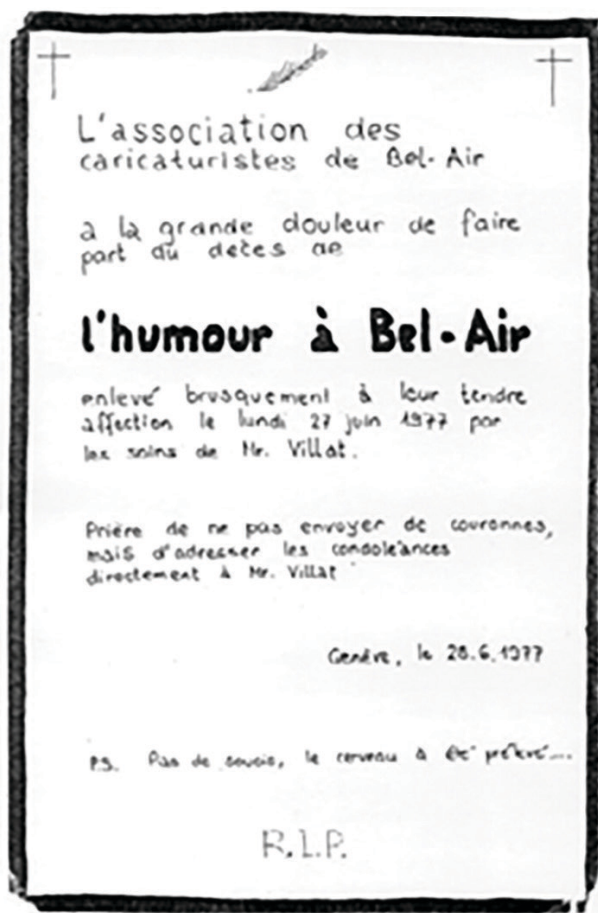 L'association des
caricaturistes de Bel-Air
a la grande douleur de faire
part du décès de
l'humour à Bel-Air
enlevé brusquement à leur tendre
affection le lundi 27 juin 1977 par
les soins de Mr. Villat.
Prière de ne pas envoyer de couronnes,
mais d'adresser les condoléances
directement à Mr. Villat
Genève, le 28.6.1977
P.S. Pas de soucis, le cerveau a été prélevé...
R.I.P.